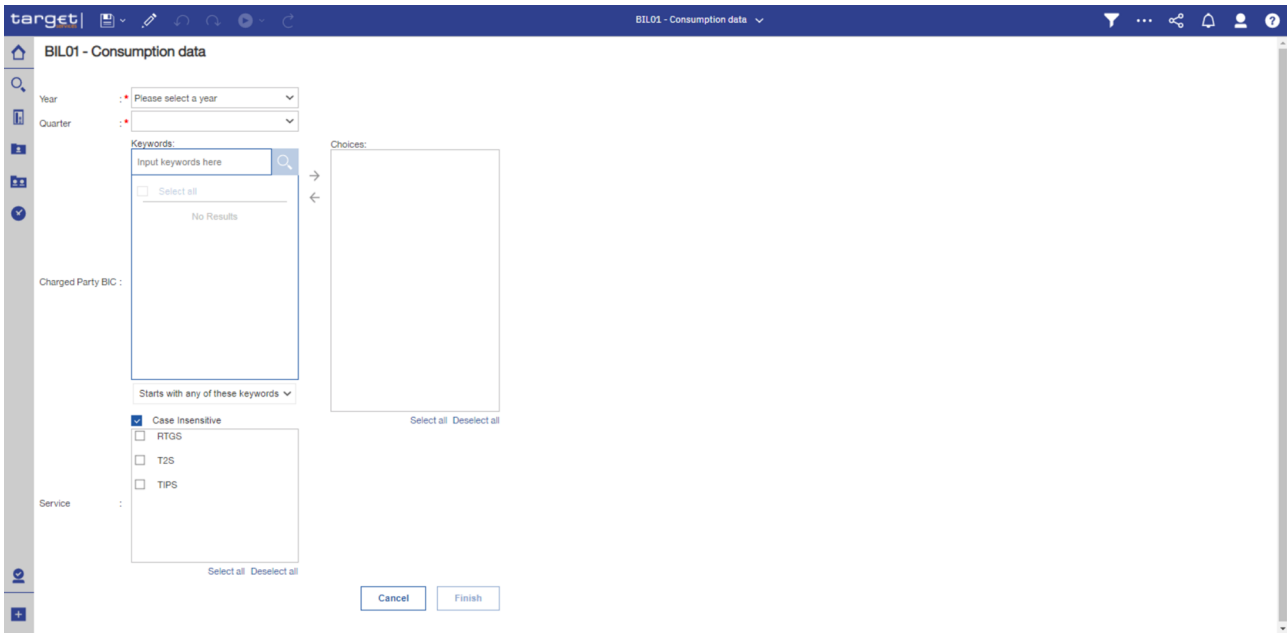 target|
BIL01 - Consumption data
BIL01 - Consumption data
Year :* Please select a year
Quarter :*
Keywords: Choices:
Input keywords here
Select all
No Results
Charged Party BIC :
Starts with any of these keywords
Case Insensitive Select all Deselect all
RTGS
T2S
TIPS
Service :
Select all Deselect all
Cancel Finish